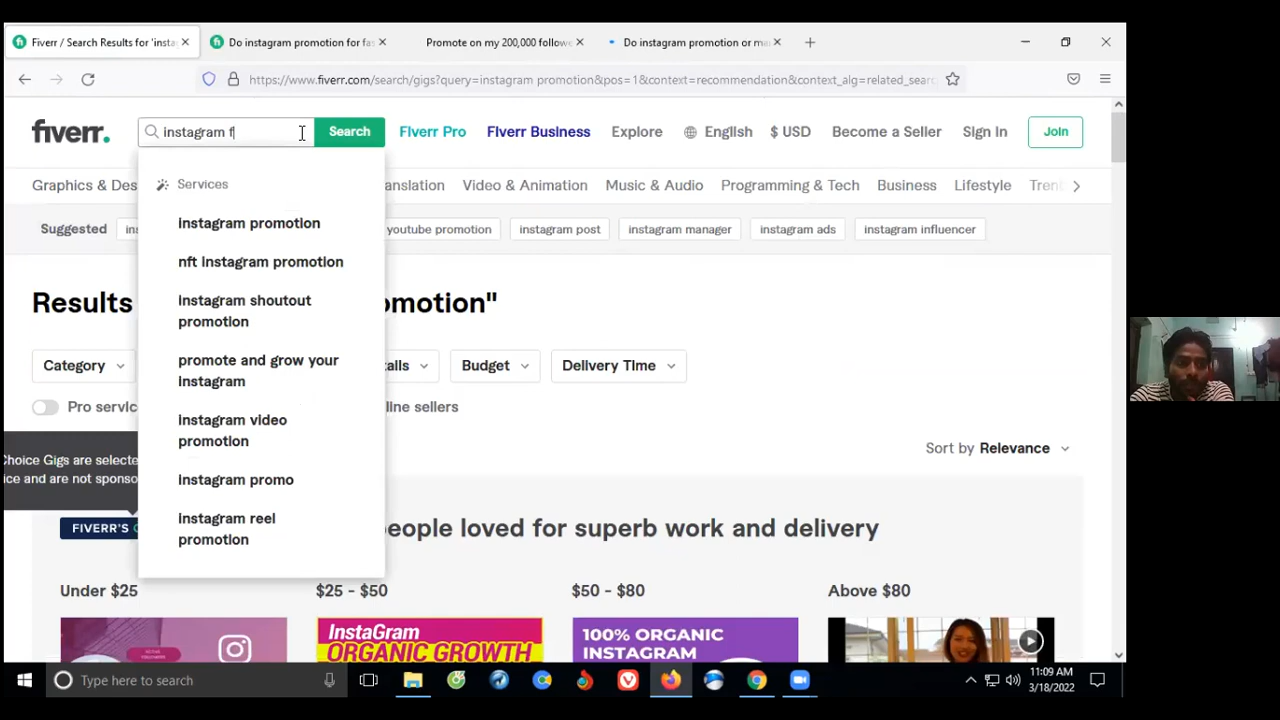 Fiverr / Search Results for 'insta
Do instagram promotion for fa
Promote on my 200,000 followe
Do instagram promotion or ma
https://www.fiverr.com/search/gigs?query=instagram promotion&pos=1&context=recommendation&context_alg=related_searc
fiverr.
instagram f
Search
Fiverr Pro
Fiverr Business
Explore
English
$ USD
Become a Seller
Sign In
Join
Services
Graphics & Des
anslation
Video & Animation
Music & Audio
Programming & Tech
Business
Lifestyle
Tren
Suggested
ins
youtube promotion
instagram post
instagram manager
instagram ads
instagram influencer
instagram promotion
nft instagram promotion
instagram shoutout
promotion
promote and grow your
instagram
instagram video
promotion
instagram promo
instagram reel
promotion
Results
omotion"
Category
ails
Budget
Delivery Time
Pro servic
line sellers
Sort by Relevance
Choice Gigs are selecte
ice and are not sponso
FIVERR'S C
people loved for superb work and delivery
Under $25
$25 - $50
$50 - $80
Above $80
InstaGram
ORGANIC GROWTH
100% ORGANIC
INSTAGRAM
Type here to search
11:09 AM
3/18/2022